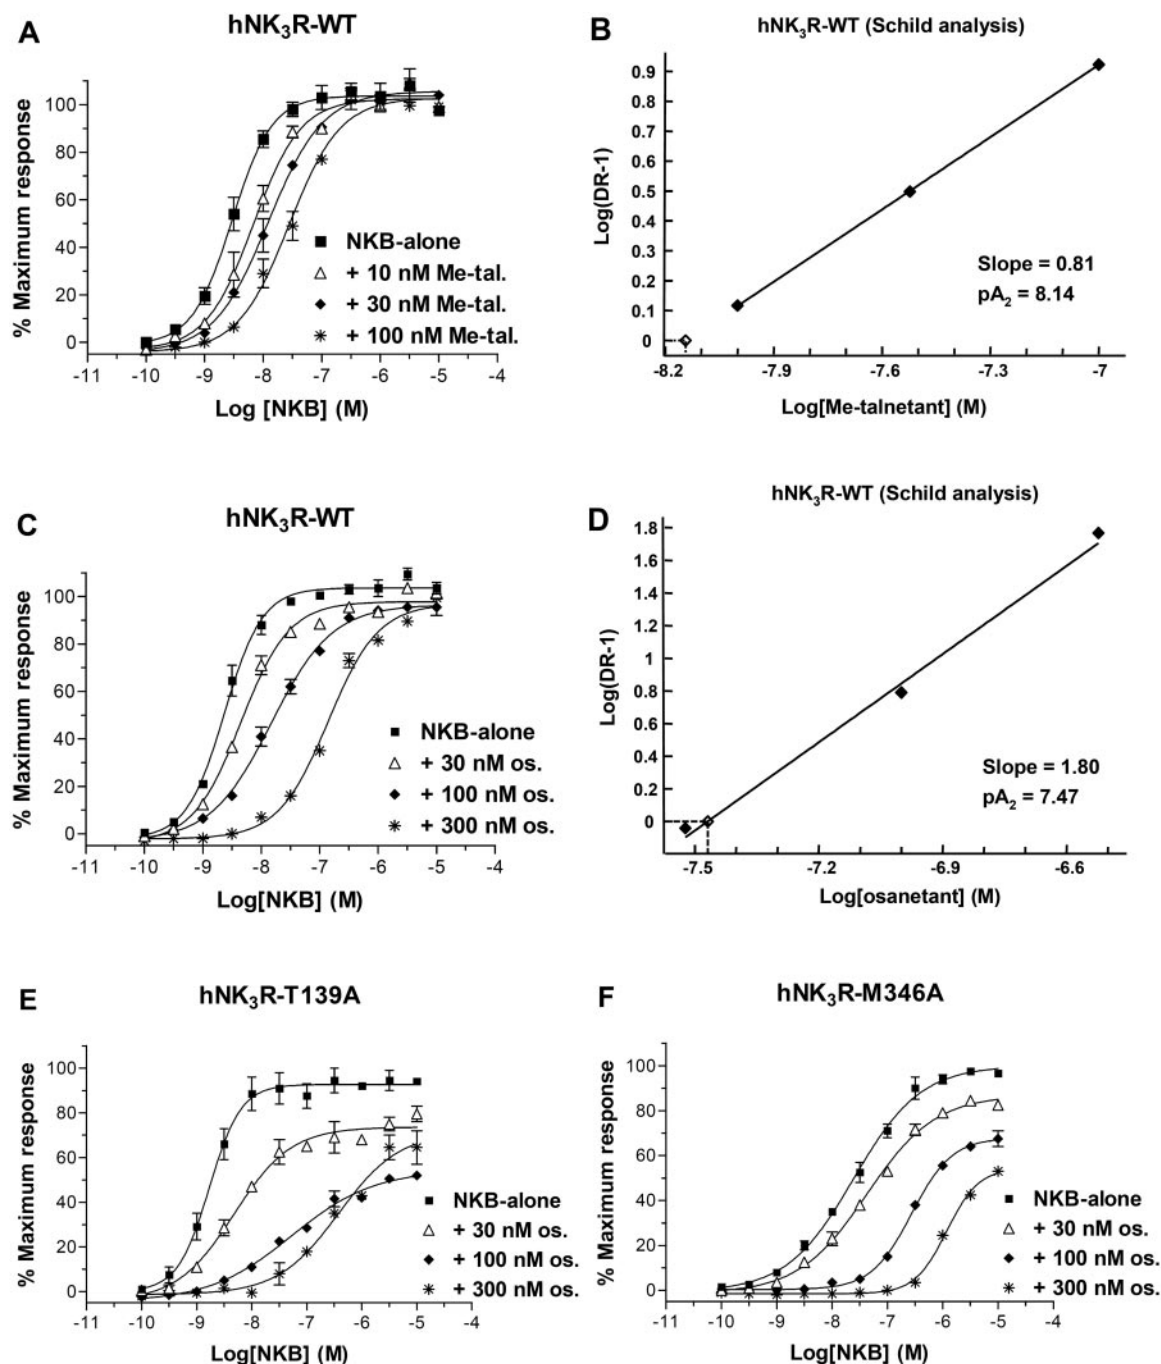 A
hNK₃R-WT
% Maximum response
100
80
60
40
20
0
NKB-alone
+ 10 nM Me-tal.
+ 30 nM Me-tal.
+ 100 nM Me-tal.
-11 -10 -9 -8 -7 -6 -5 -4
Log [NKB] (M)
B
hNK₃R-WT (Schild analysis)
Log(DR-1)
0.9
0.8
0.7
0.6
0.5
0.4
0.3
0.2
0.1
0
Slope = 0.81
pA₂ = 8.14
-8.2 -7.9 -7.6 -7.3 -7
Log[Me-talnetant] (M)
C
hNK₃R-WT
% Maximum response
100
80
60
40
20
0
NKB-alone
+ 30 nM os.
+ 100 nM os.
+ 300 nM os.
-11 -10 -9 -8 -7 -6 -5 -4
Log[NKB] (M)
D
hNK₃R-WT (Schild analysis)
Log(DR-1)
1.8
1.6
1.4
1.2
1
0.8
0.6
0.4
0.2
0
Slope = 1.80
pA₂ = 7.47
-7.5 -7.2 -6.9 -6.6
Log[osanetant] (M)
E
hNK₃R-T139A
% Maximum response
100
80
60
40
20
0
NKB-alone
+ 30 nM os.
+ 100 nM os.
+ 300 nM os.
-11 -10 -9 -8 -7 -6 -5 -4
Log[NKB] (M)
F
hNK₃R-M346A
% Maximum response
100
80
60
40
20
0
NKB-alone
+ 30 nM os.
+ 100 nM os.
+ 300 nM os.
-11 -10 -9 -8 -7 -6 -5 -4
Log[NKB] (M)